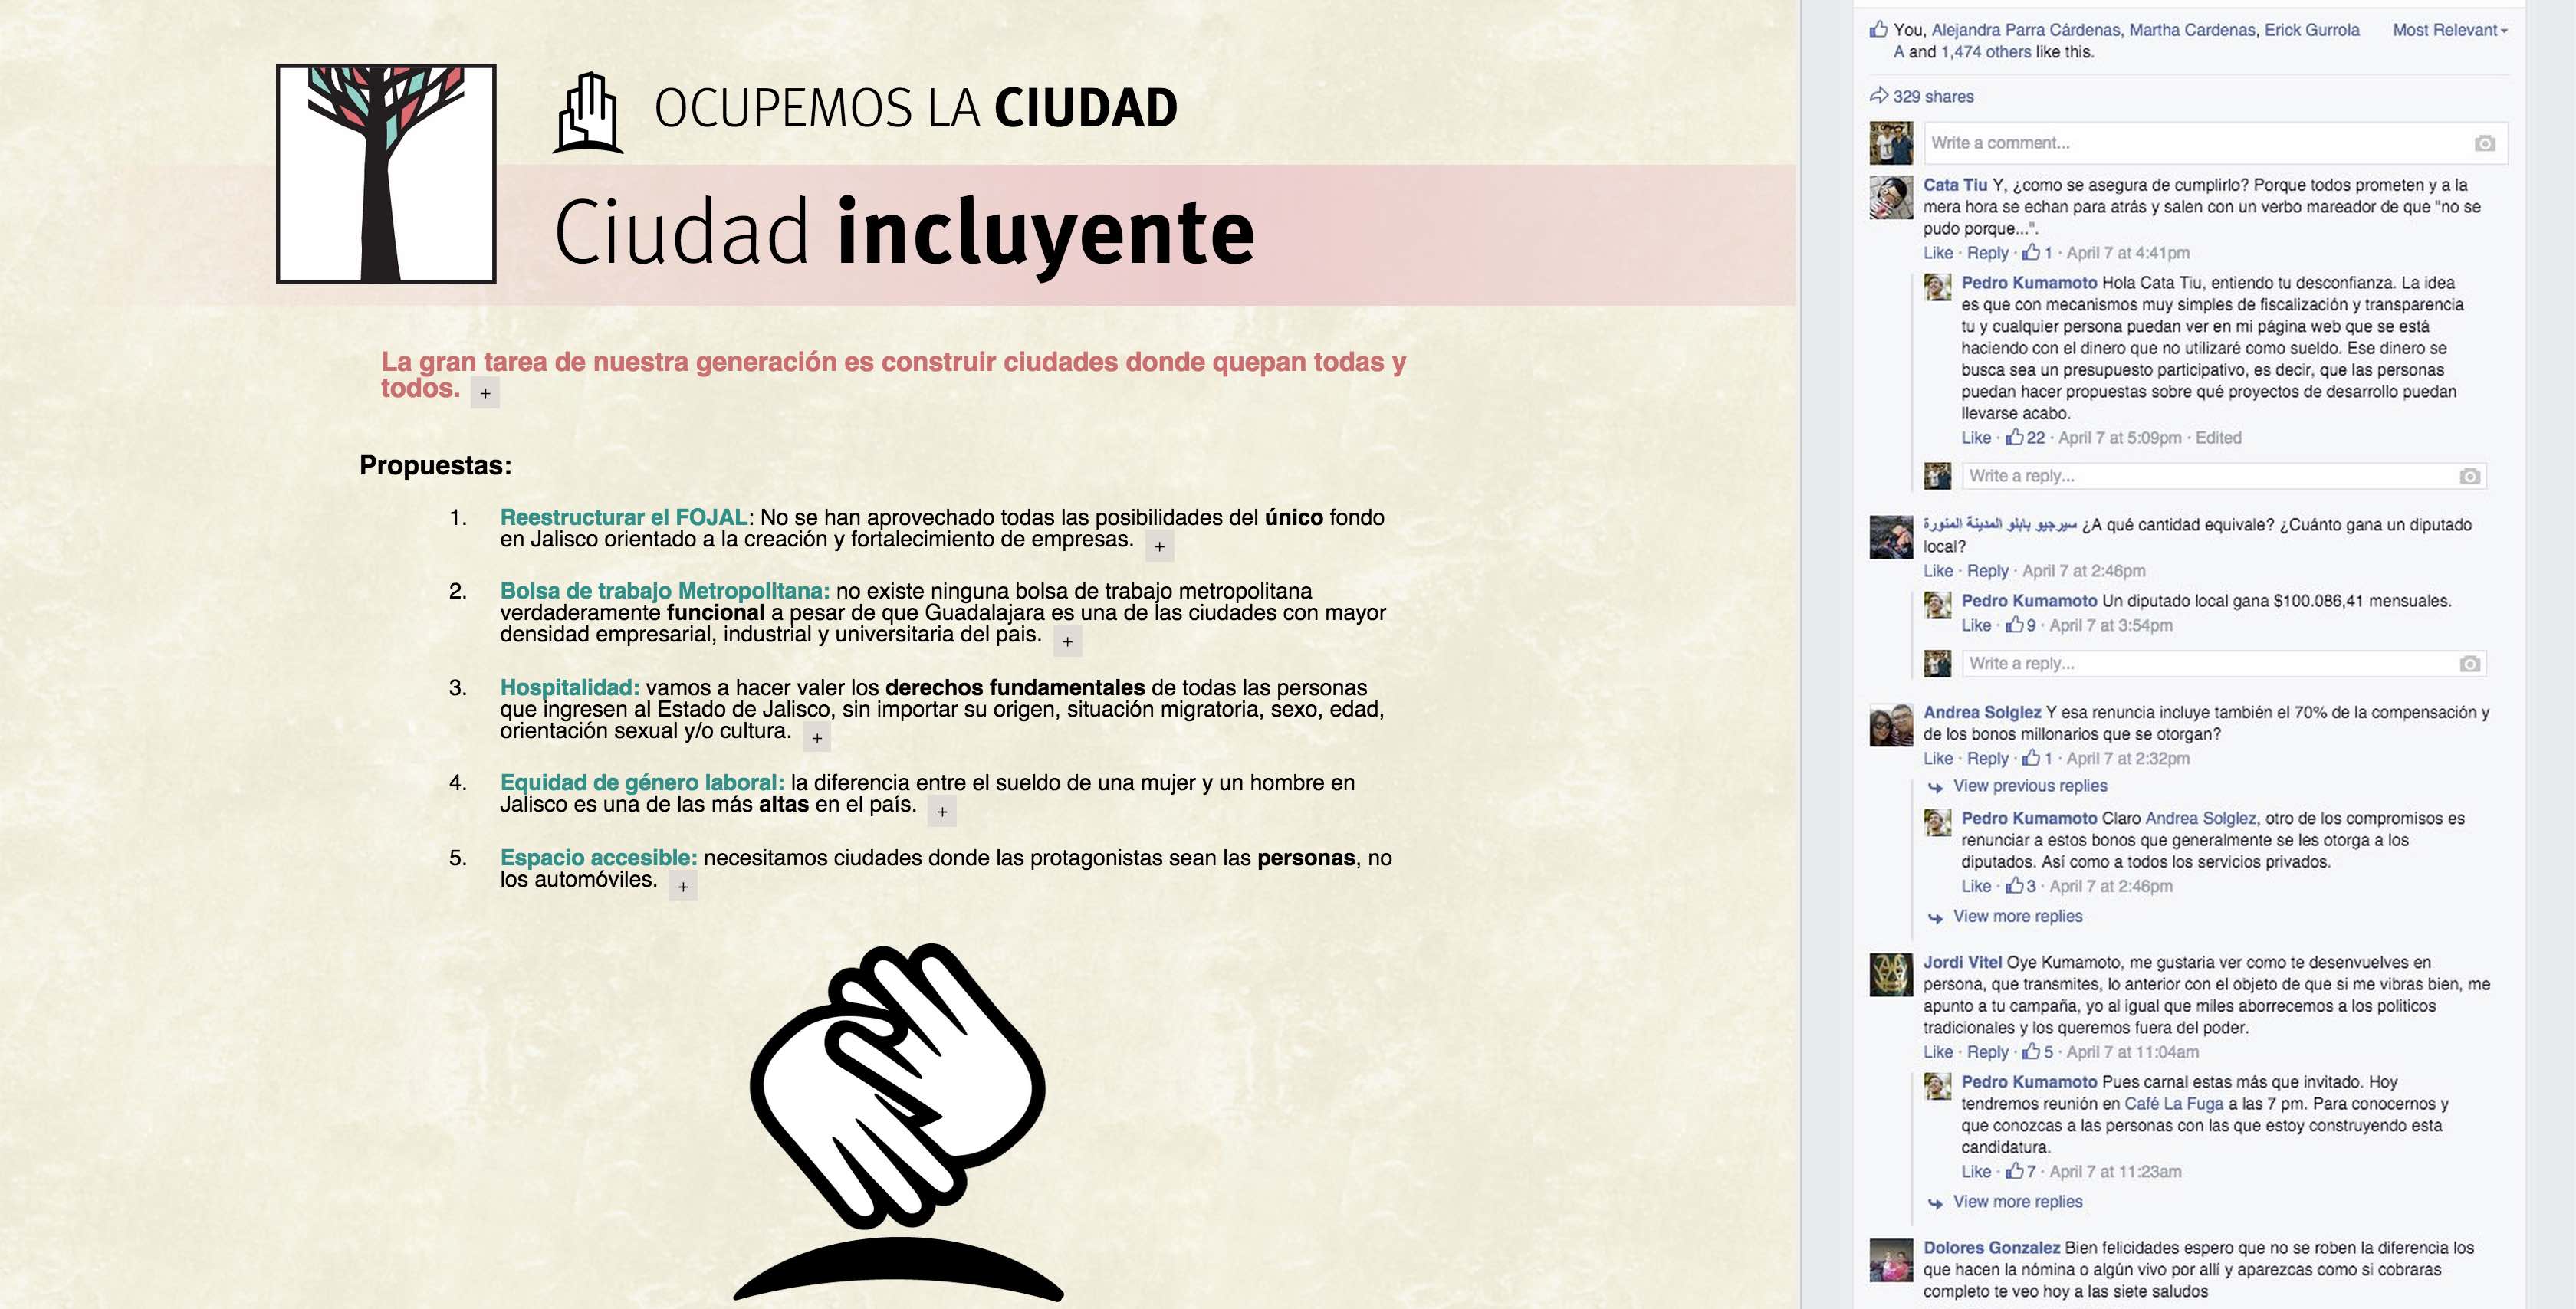 OCUPEMOS LA CIUDAD
Ciudad incluyente
La gran tarea de nuestra generación es construir ciudades donde quepan todas y
todos. +
Propuestas:
1. Reestructurar el FOJAL: No se han aprovechado todas las posibilidades del único fondo
en Jalisco orientado a la creación y fortalecimiento de empresas. +
2. Bolsa de trabajo Metropolitana: no existe ninguna bolsa de trabajo metropolitana
verdaderamente funcional a pesar de que Guadalajara es una de las ciudades con mayor
densidad empresarial, industrial y universitaria del pais. +
3. Hospitalidad: vamos a hacer valer los derechos fundamentales de todas las personas
que ingresen al Estado de Jalisco, sin importar su origen, situación migratoria, sexo, edad,
orientación sexual y/o cultura. +
4. Equidad de género laboral: la diferencia entre el sueldo de una mujer y un hombre en
Jalisco es una de las más altas en el país. +
5. Espacio accesible: necesitamos ciudades donde las protagonistas sean las personas, no
los automóviles. +
You, Alejandra Parra Cárdenas, Martha Cardenas, Erick Gurrola Most Relevant
A and 1,474 others like this.
329 shares
Write a comment...
Cata Tiu Y, ¿como se asegura de cumplirlo? Porque todos prometen y a la
mera hora se echan para atrás y salen con un verbo mareador de que "no se
pudo porque...".
Like · Reply · 1 · April 7 at 4:41pm
Pedro Kumamoto Hola Cata Tiu, entiendo tu desconfianza. La idea
es que con mecanismos muy simples de fiscalización y transparencia
tu y cualquier persona puedan ver en mi página web que se está
haciendo con el dinero que no utilizaré como sueldo. Ese dinero se
busca sea un presupuesto participativo, es decir, que las personas
puedan hacer propuestas sobre qué proyectos de desarrollo puedan
llevarse acabo.
Like · 22 · April 7 at 5:09pm · Edited
Write a reply...
سيرجيو بابلو المدينة المنورة ¿A qué cantidad equivale? ¿Cuánto gana un diputado
local?
Like · Reply · April 7 at 2:46pm
Pedro Kumamoto Un diputado local gana $100.086,41 mensuales.
Like · 9 · April 7 at 3:54pm
Write a reply...
Andrea Solglez Y esa renuncia incluye también el 70% de la compensación y
de los bonos millonarios que se otorgan?
Like · Reply · 1 · April 7 at 2:32pm
View previous replies
Pedro Kumamoto Claro Andrea Solglez, otro de los compromisos es
renunciar a estos bonos que generalmente se les otorga a los
diputados. Así como a todos los servicios privados.
Like · 3 · April 7 at 2:46pm
View more replies
Jordi Vitel Oye Kumamoto, me gustaria ver como te desenvuelves en
persona, que transmites, lo anterior con el objeto de que si me vibras bien, me
apunto a tu campaña, yo al igual que miles aborrecemos a los politicos
tradicionales y los queremos fuera del poder.
Like · Reply · 5 · April 7 at 11:04am
Pedro Kumamoto Pues carnal estas más que invitado. Hoy
tendremos reunión en Café La Fuga a las 7 pm. Para conocernos y
que conozcas a las personas con las que estoy construyendo esta
candidatura.
Like · 7 · April 7 at 11:23am
View more replies
Dolores Gonzalez Bien felicidades espero que no se roben la diferencia los
que hacen la nómina o algún vivo por allí y aparezcas como si cobraras
completo te veo hoy a las siete saludos